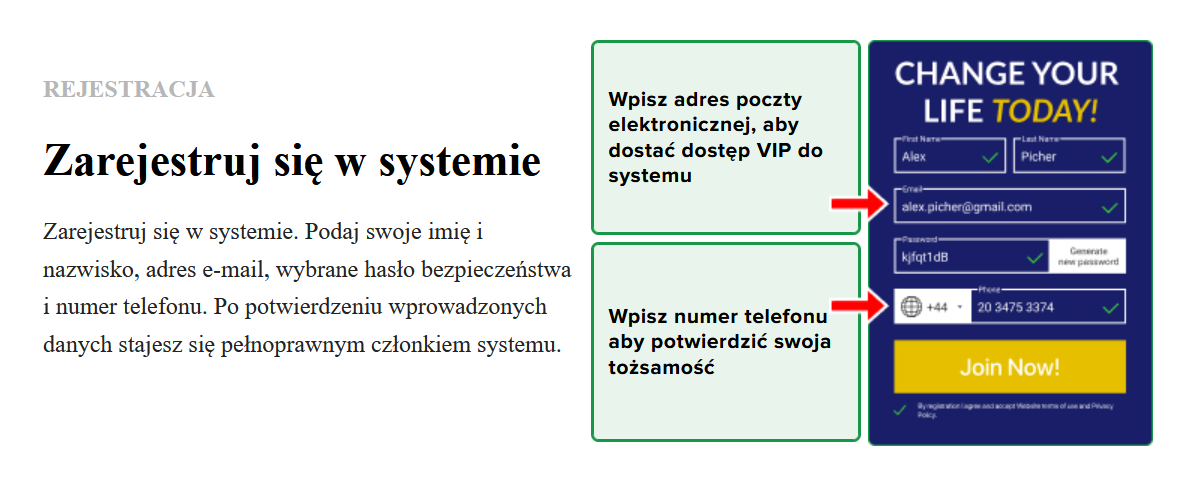 REJESTRACJA
Zarejestruj się w systemie
Zarejestruj się w systemie. Podaj swoje imię i
nazwisko, adres e-mail, wybrane hasło bezpieczeństwa
i numer telefonu. Po potwierdzeniu wprowadzonych
danych stajesz się pełnoprawnym członkiem systemu.
Wpisz adres poczty
elektronicznej, aby
dostać dostęp VIP do
systemu
Wpisz numer telefonu
aby potwierdzić swoja
tożsamość
CHANGE YOUR
LIFE TODAY!
First Name
Last Name
Alex
Picher
Email
alex.picher@gmail.com
Password
kjfqt1dB
Generate
new password
Phone
+44
20 3475 3374
Join Now!
By registration I agree and accept Website terms of use and Privacy
Policy.